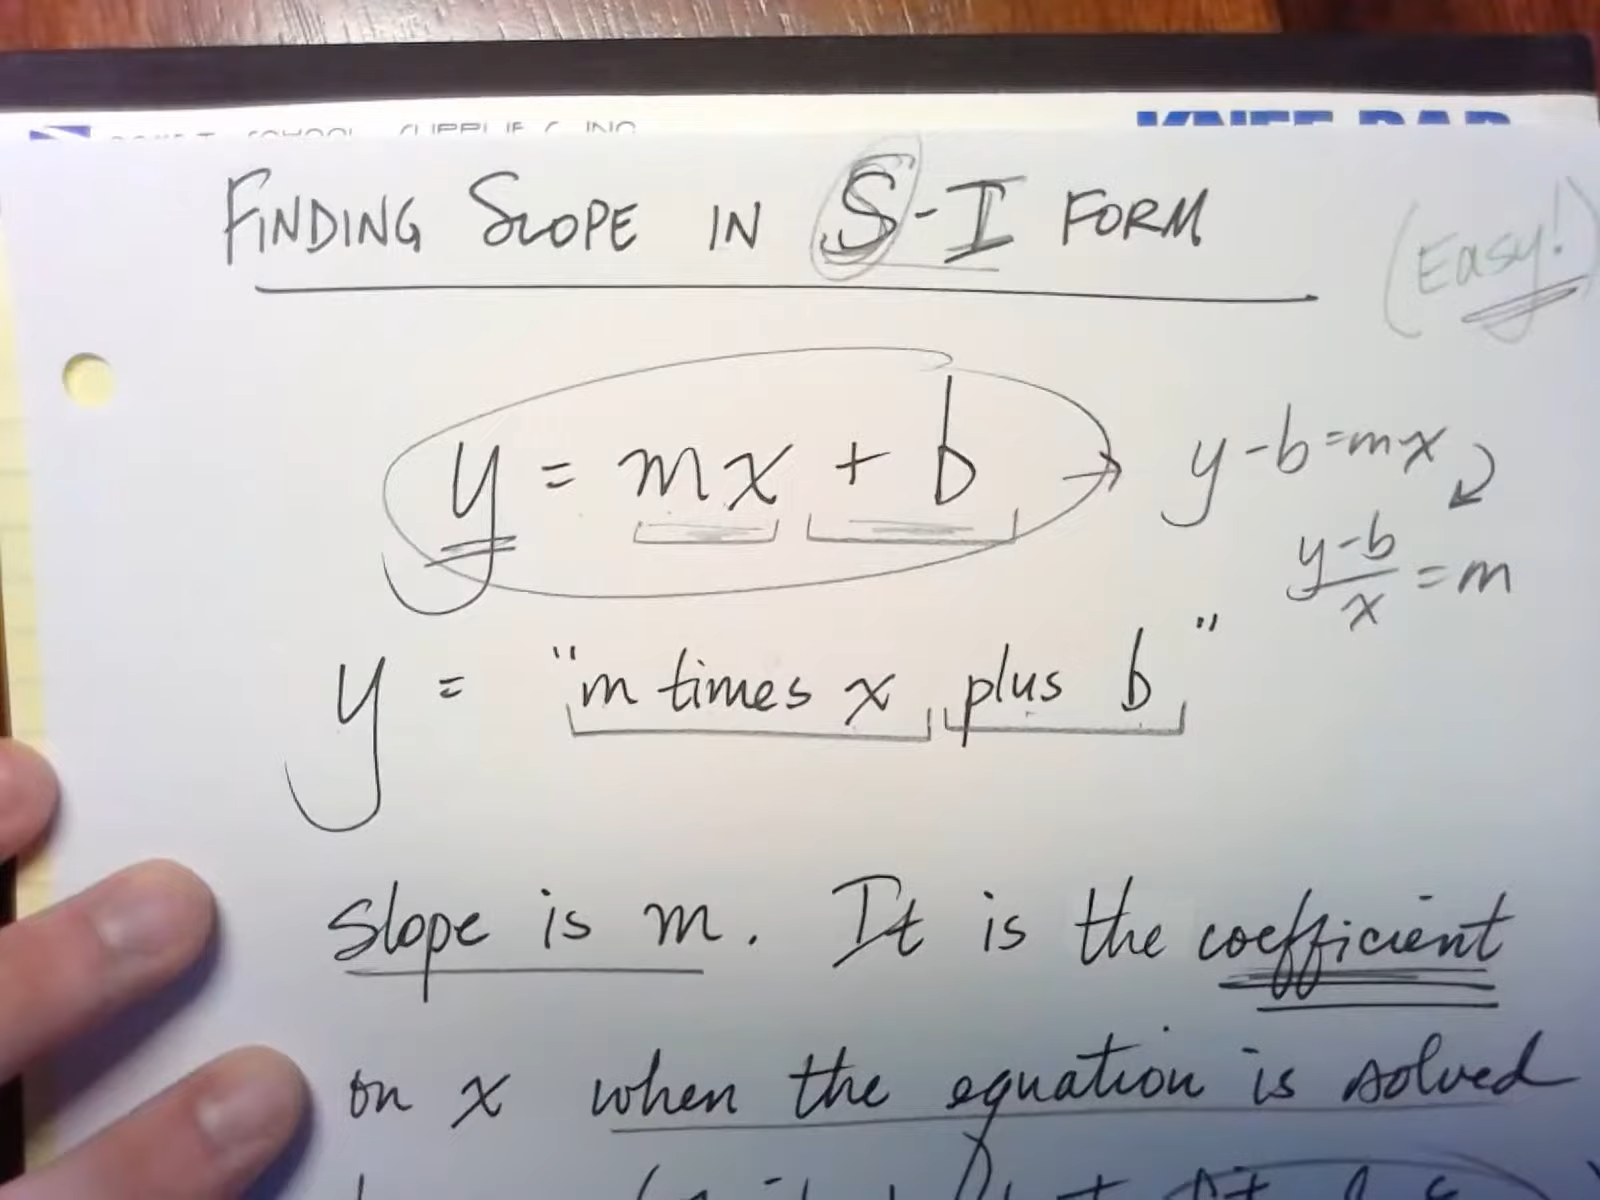 FINDING SLOPE IN S-I FORM
(Easy!)
y = mx + b
y-b=mx
y-b/x = m
y = "m times x plus b"
slope is m. It is the coefficient
on x when the equation is solved